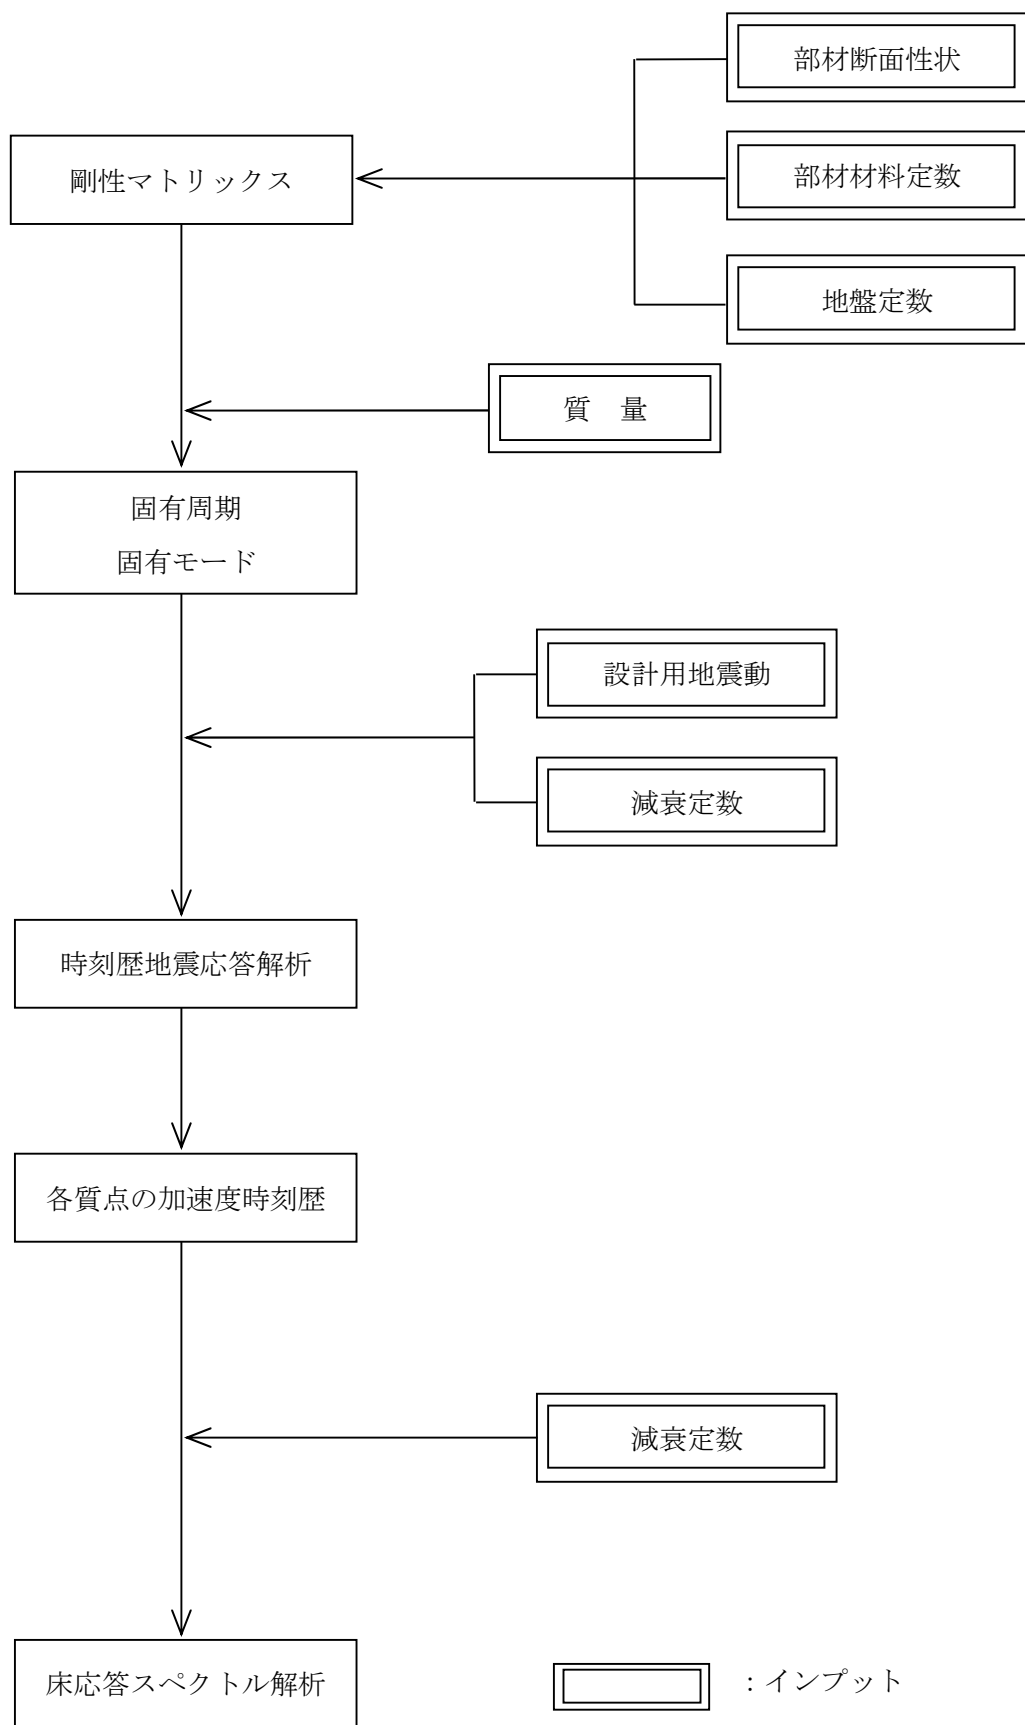 部材断面性状
剛性マトリックス
部材材料定数
地盤定数
質　量
固有周期
固有モード
設計用地震動
減衰定数
時刻歴地震応答解析
各質点の加速度時刻歴
減衰定数
床応答スペクトル解析
：インプット